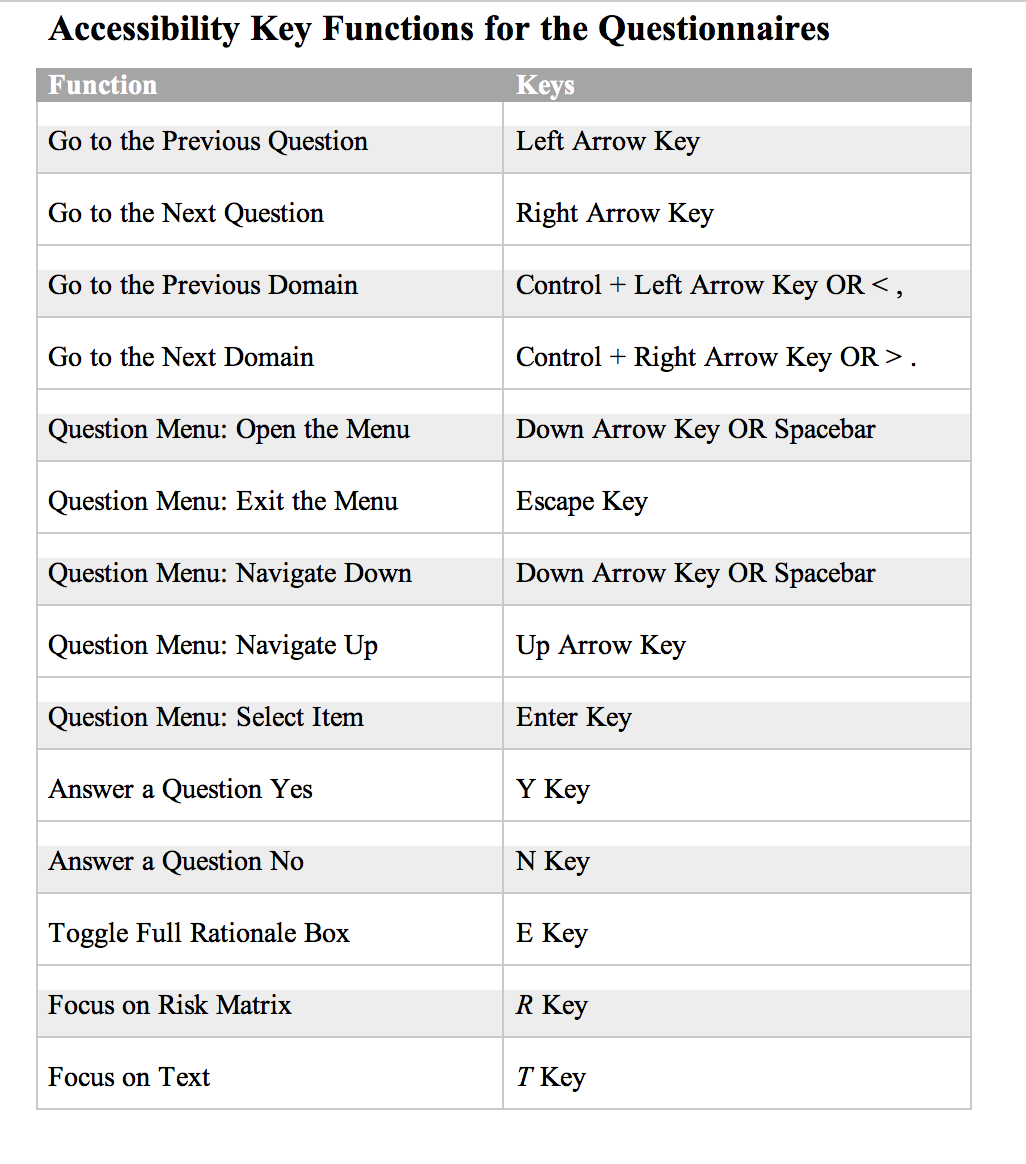 Accessibility Key Functions for the Questionnaires
Function Keys
Go to the Previous Question Left Arrow Key
Go to the Next Question Right Arrow Key
Go to the Previous Domain Control + Left Arrow Key OR < ,
Go to the Next Domain Control + Right Arrow Key OR > .
Question Menu: Open the Menu Down Arrow Key OR Spacebar
Question Menu: Exit the Menu Escape Key
Question Menu: Navigate Down Down Arrow Key OR Spacebar
Question Menu: Navigate Up Up Arrow Key
Question Menu: Select Item Enter Key
Answer a Question Yes Y Key
Answer a Question No N Key
Toggle Full Rationale Box E Key
Focus on Risk Matrix R Key
Focus on Text T Key